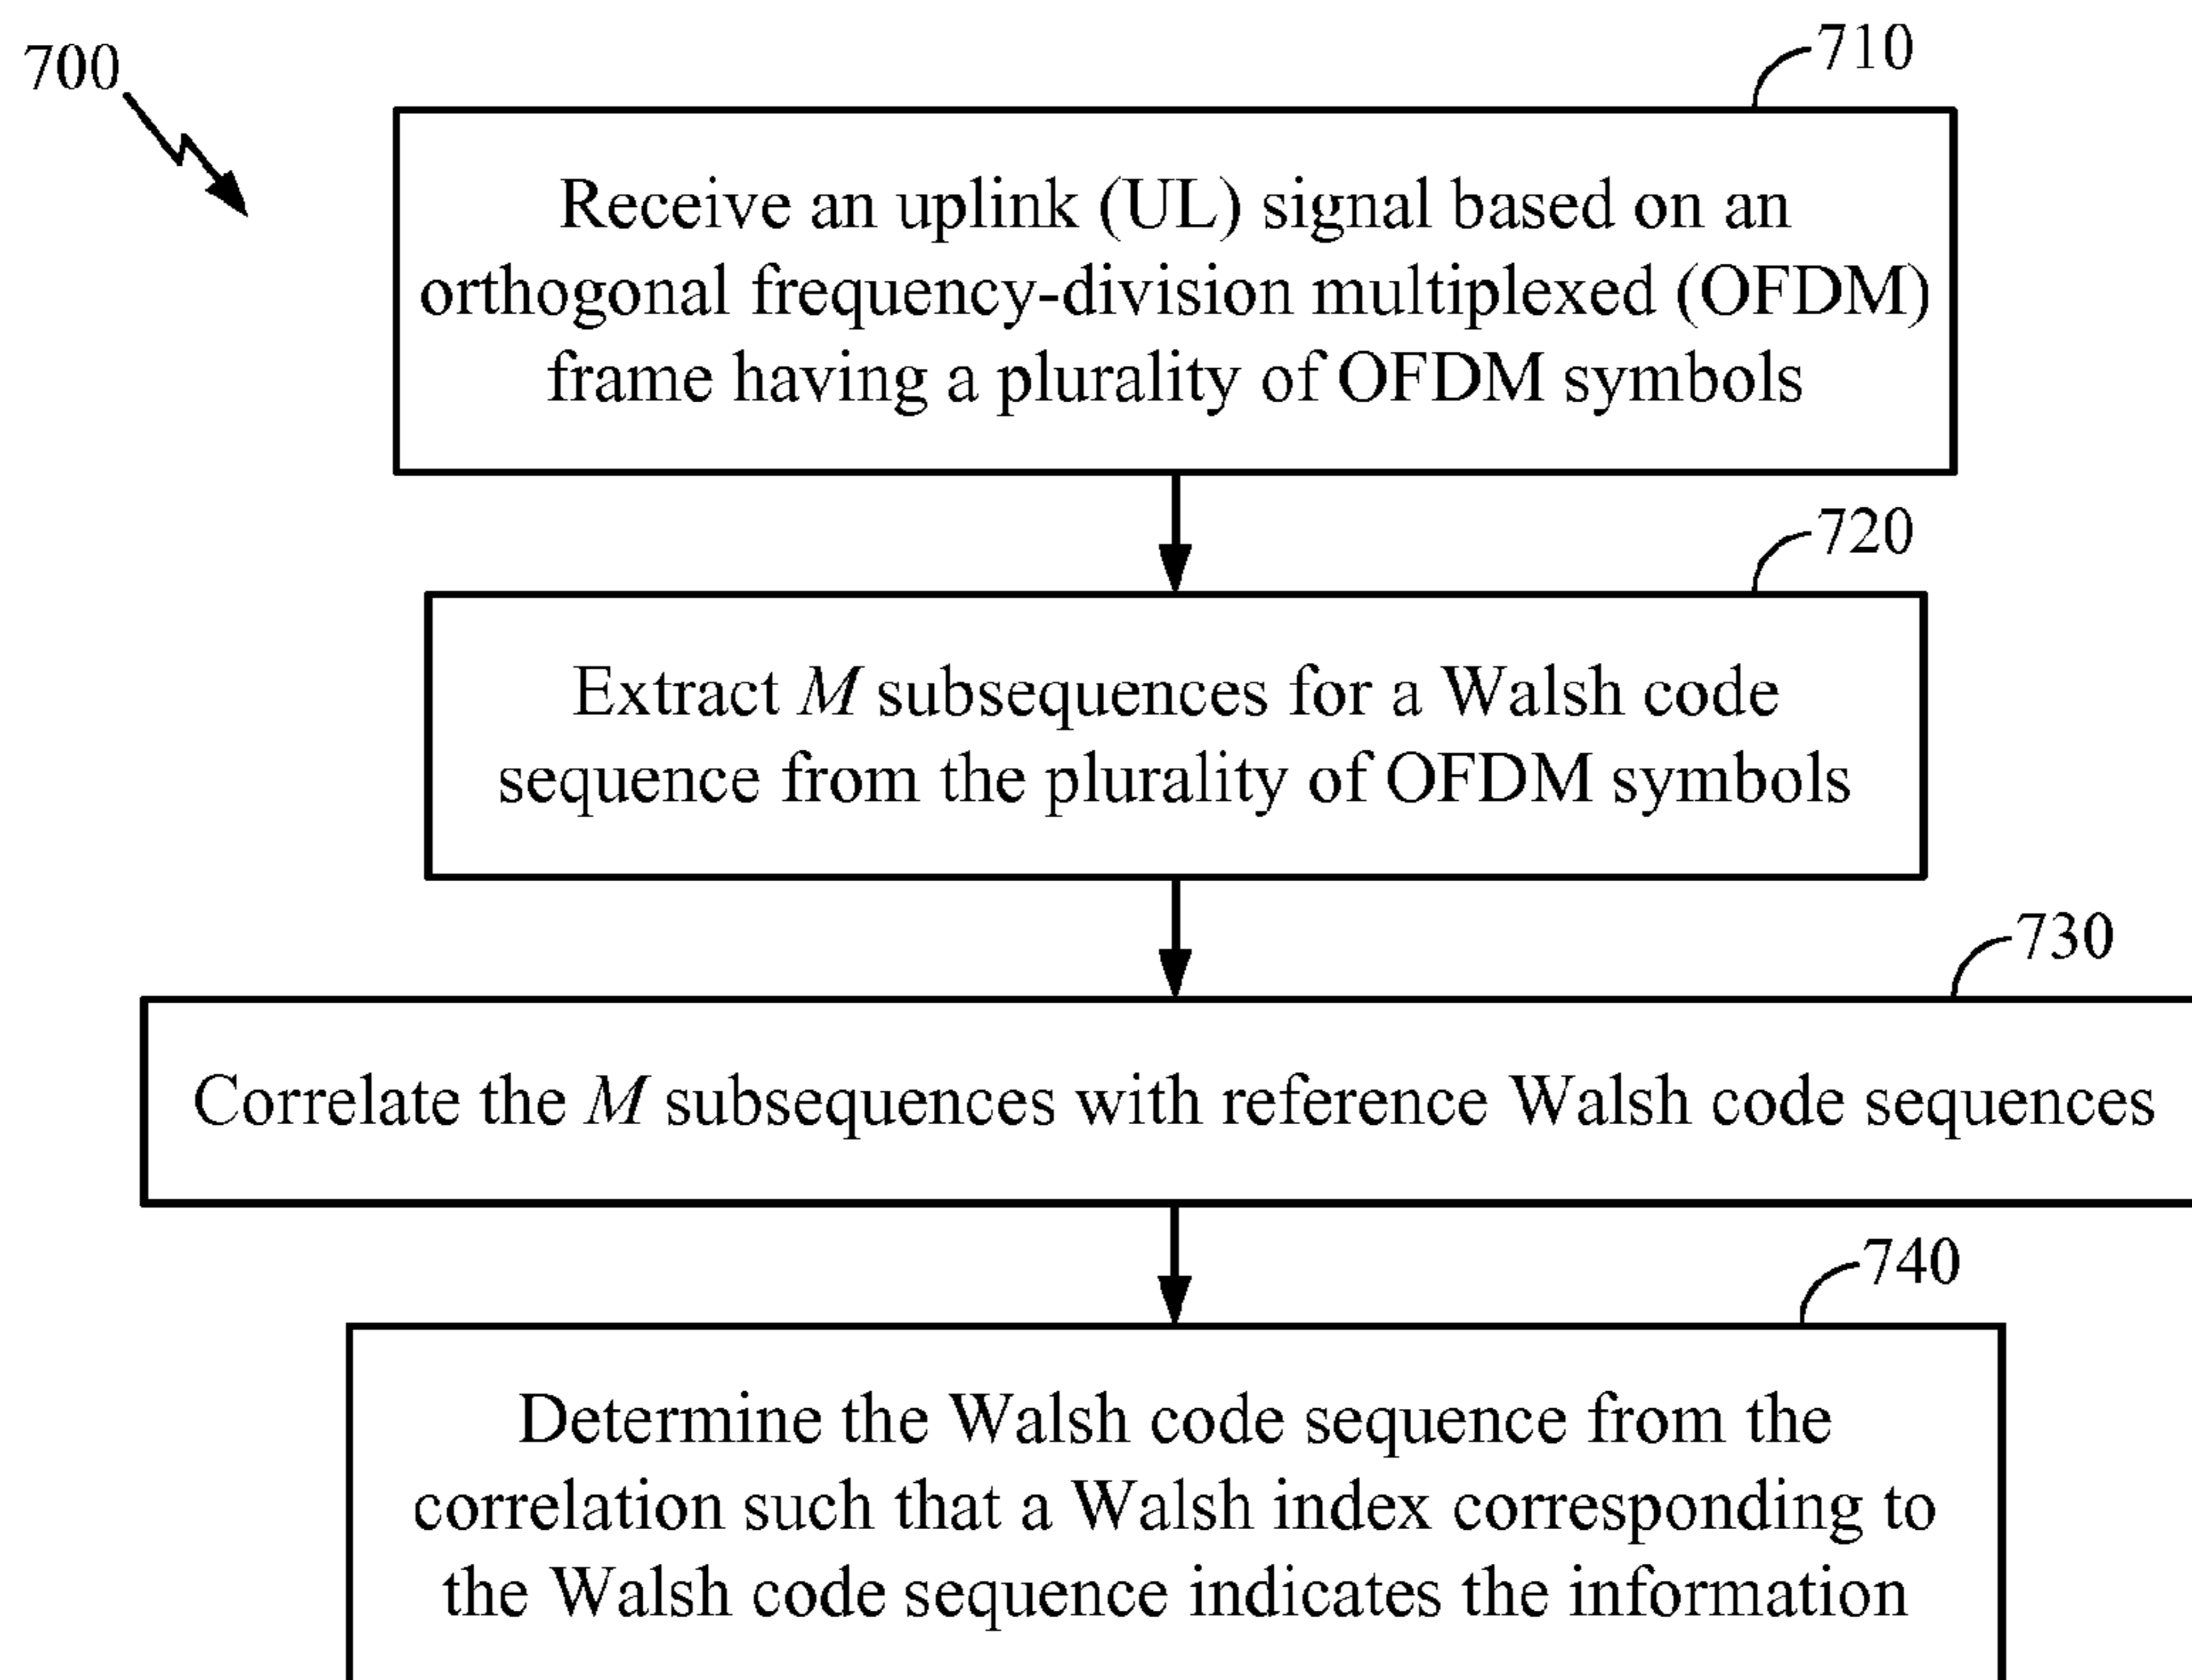 700
710
Receive an uplink (UL) signal based on an
orthogonal frequency-division multiplexed (OFDM)
frame having a plurality of OFDM symbols
720
Extract M subsequences for a Walsh code
sequence from the plurality of OFDM symbols
730
Correlate the M subsequences with reference Walsh code sequences
740
Determine the Walsh code sequence from the
correlation such that a Walsh index corresponding to
the Walsh code sequence indicates the information